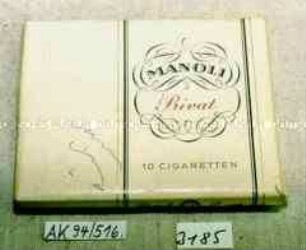 MANOLI
Privat
10 CIGARETTEN
AK 94/516.
3185